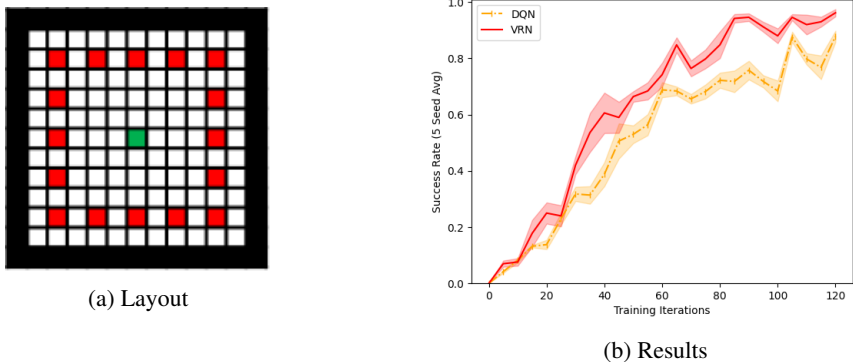 (a) Layout
1.0
0.8
0.6
0.4
0.2
0.0
Success Rate (5 Seed Avg)
DQN
VRN
0 20 40 60 80 100 120
Training Iterations
(b) Results